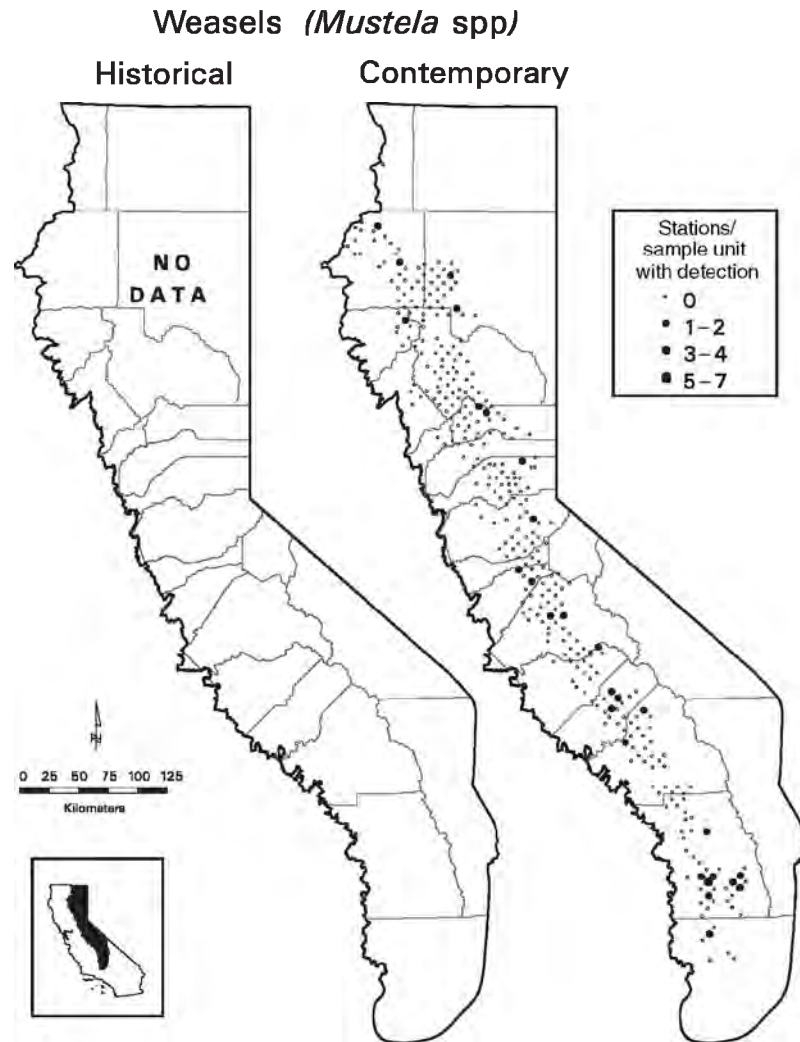 Weasels (Mustela spp)
Historical
Contemporary
NO
DATA
Stations/
sample unit
with detection
0
1-2
3-4
5-7
0 25 50 75 100 125
Kilometers